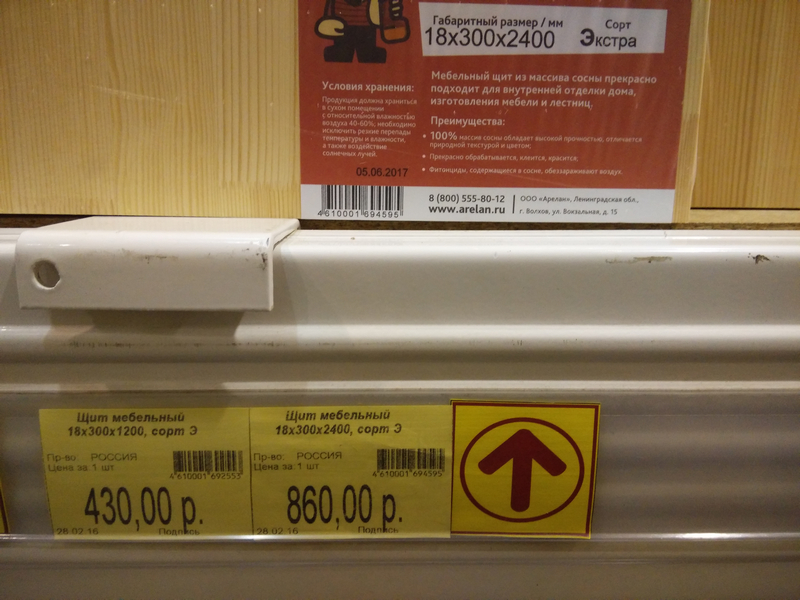 Габаритный размер / мм
Сорт
18x300x2400
Экстра
Мебельный щит из массива сосны прекрасно
подходит для внутренней отделки дома,
изготовления мебели и лестниц.
Условия хранения:
Продукция должна храниться
в сухом помещении
с относительной влажностью
воздуха 40-60%; необходимо
исключить резкие перепады
температуры и влажности,
а также воздействие
солнечных лучей.
Преимущества:
• 100% массив сосны обладает высокой прочностью, отличается
природной текстурой и цветом;
• Прекрасно обрабатывается, клеится, красится;
• Фитанциды, содержащиеся в сосне, обеззараживают воздух.
05.06.2017
4610001694595
8 (800) 555-80-12
www.arelan.ru
ООО «Арелан», Ленинградская обл.,
г. Волхов, ул. Вокзальная, д. 15
Щит мебельный
18x300x1200, сорт Э
Пр-во: РОССИЯ
Цена за 1 шт
4610001692553
430,00 р.
26.02.16 Подпись
Щит мебельный
18x300x2400, сорт Э
Пр-во: РОССИЯ
Цена за 1 шт
4610001694595
860,00 р.
26.02.16 Подпись